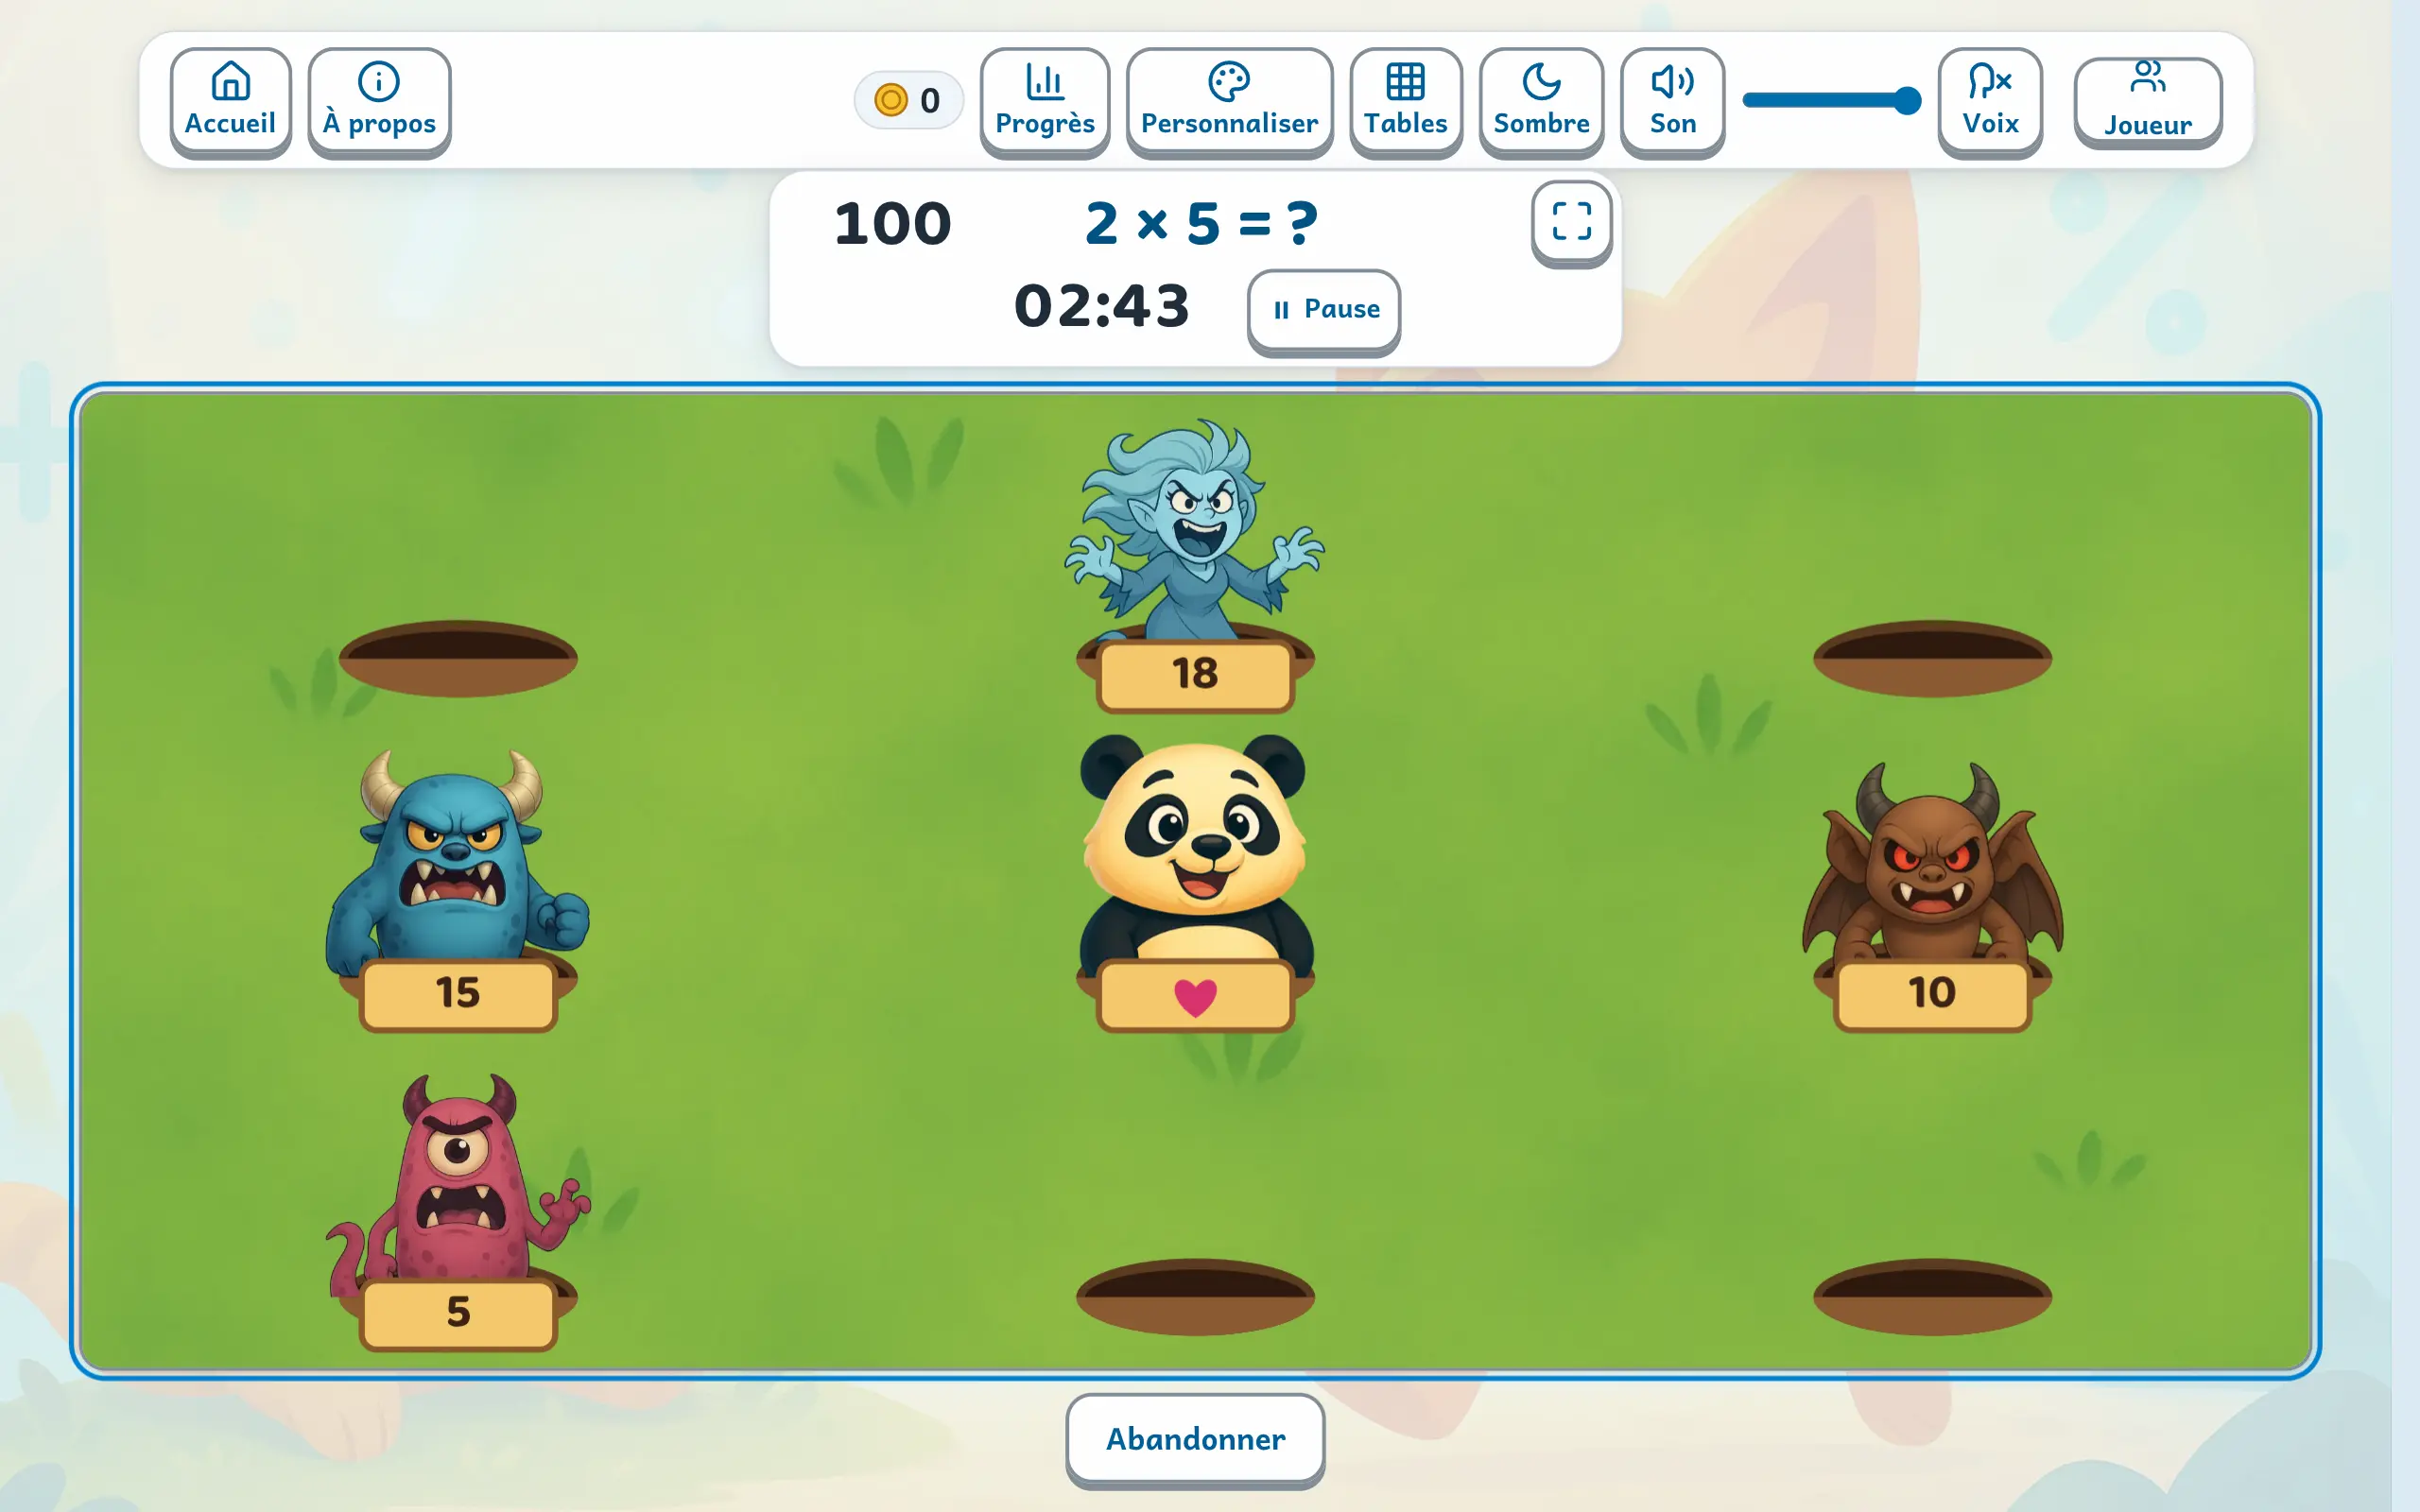 Accueil
À propos
0
Progrès
Personnaliser
Tables
Sombre
Son
Voix
Joueur
100
2 × 5 = ?
02:43
Pause
18
15
10
5
Abandonner